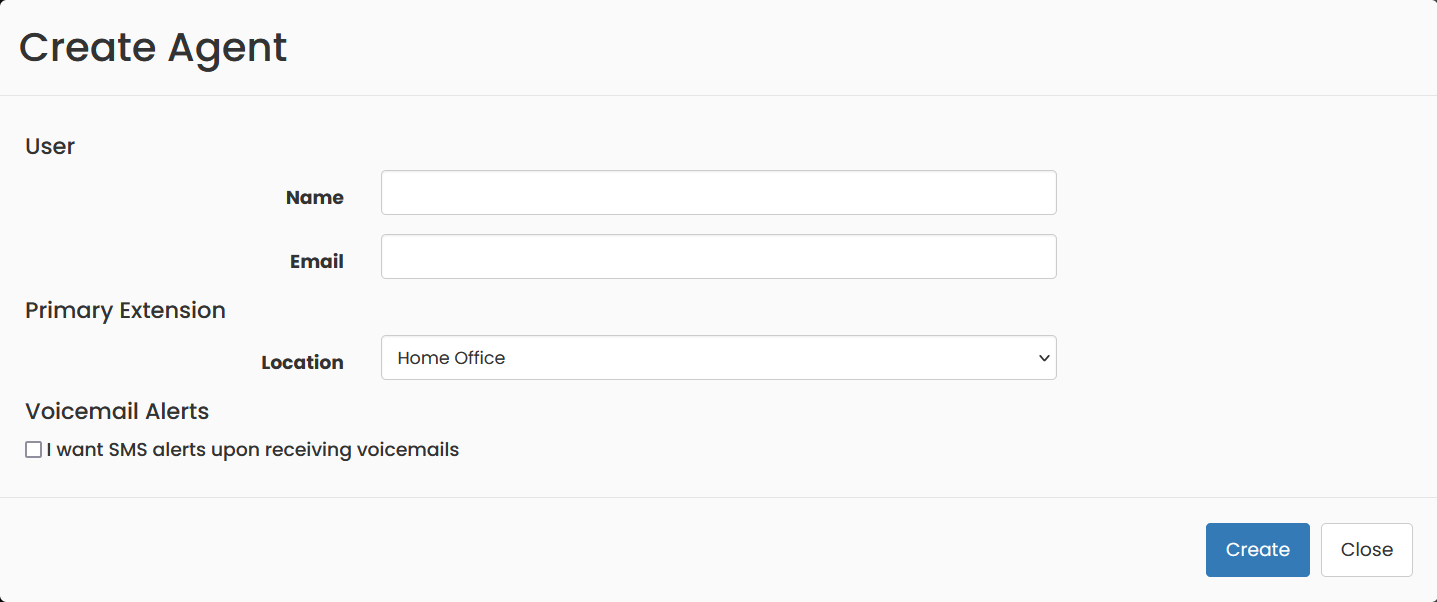 Create Agent
User
Name
Email
Primary Extension
Location Home Office
Voicemail Alerts
I want SMS alerts upon receiving voicemails
Create Close